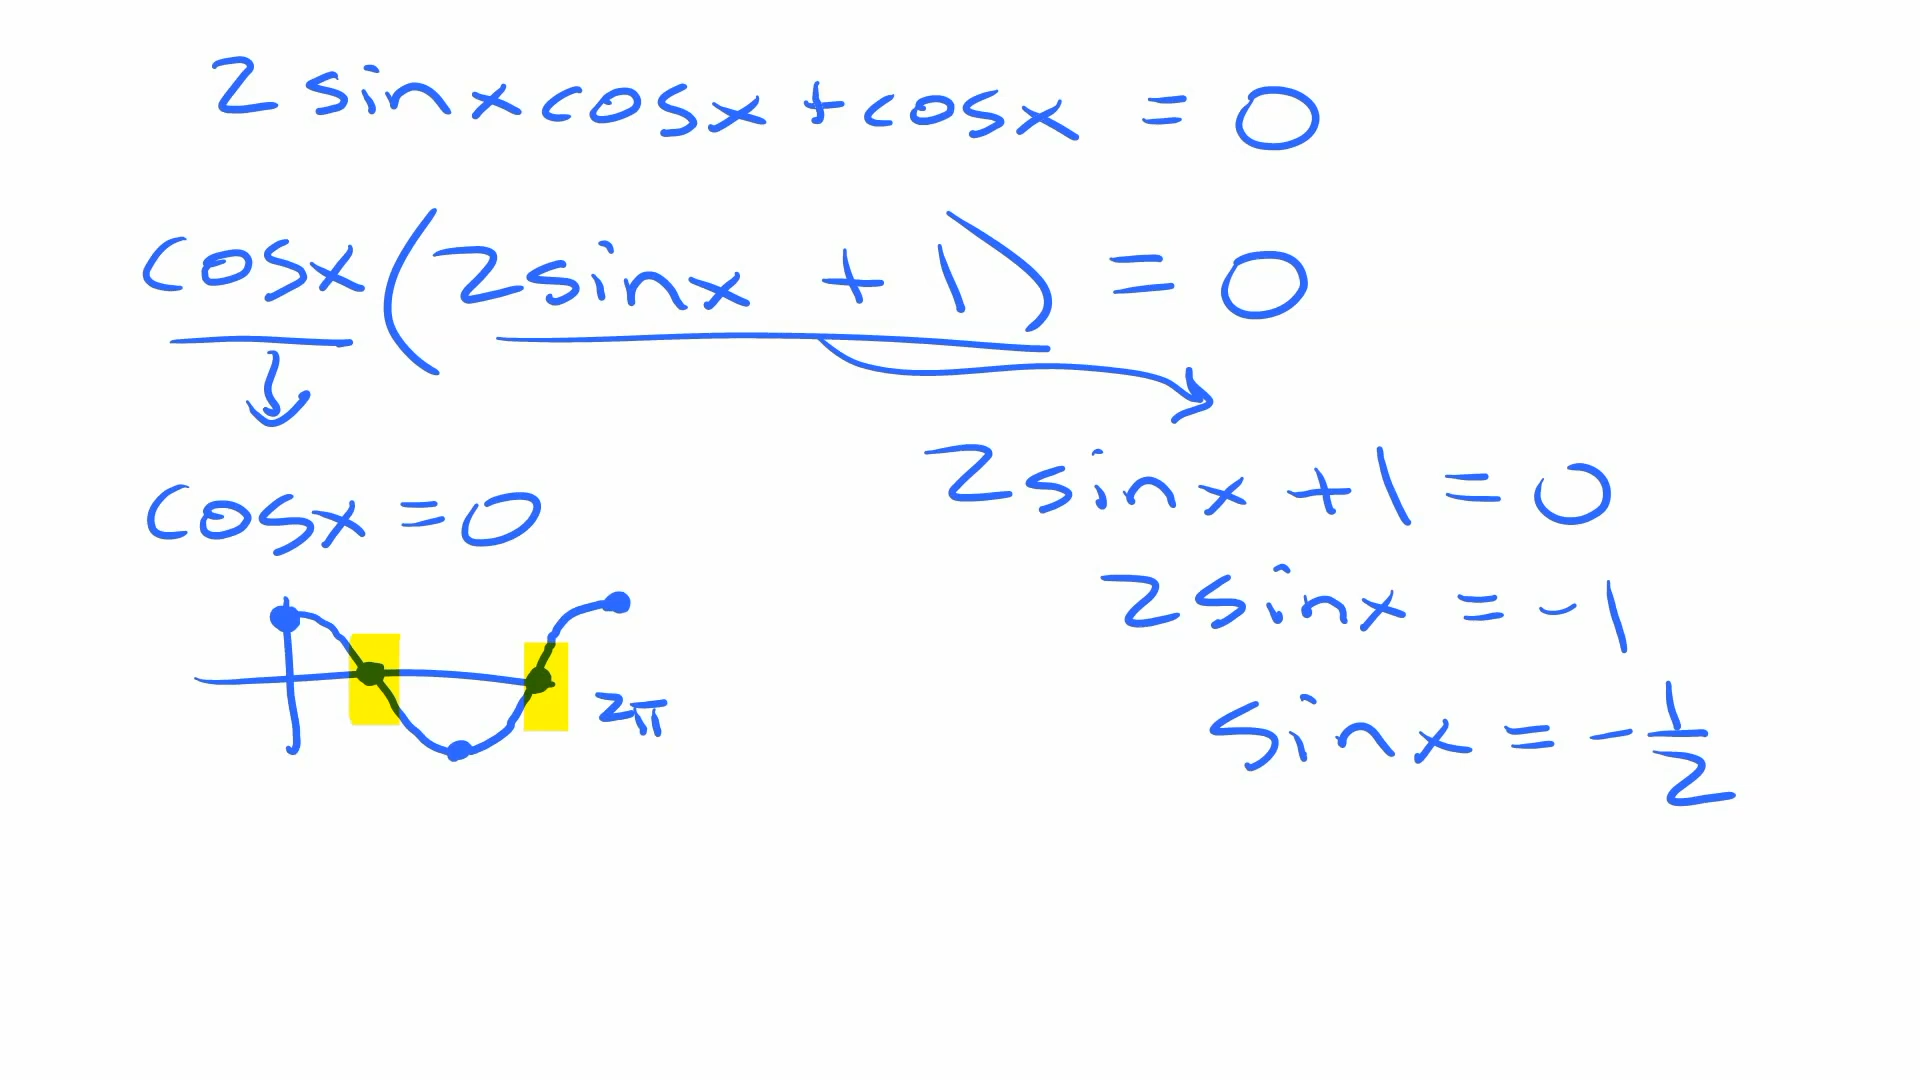 2sinxcosx + cosx = 0
cosx(2sinx + 1) = 0
cosx = 0
2π
2sinx + 1 = 0
2sinx = -1
sinx = -1/2